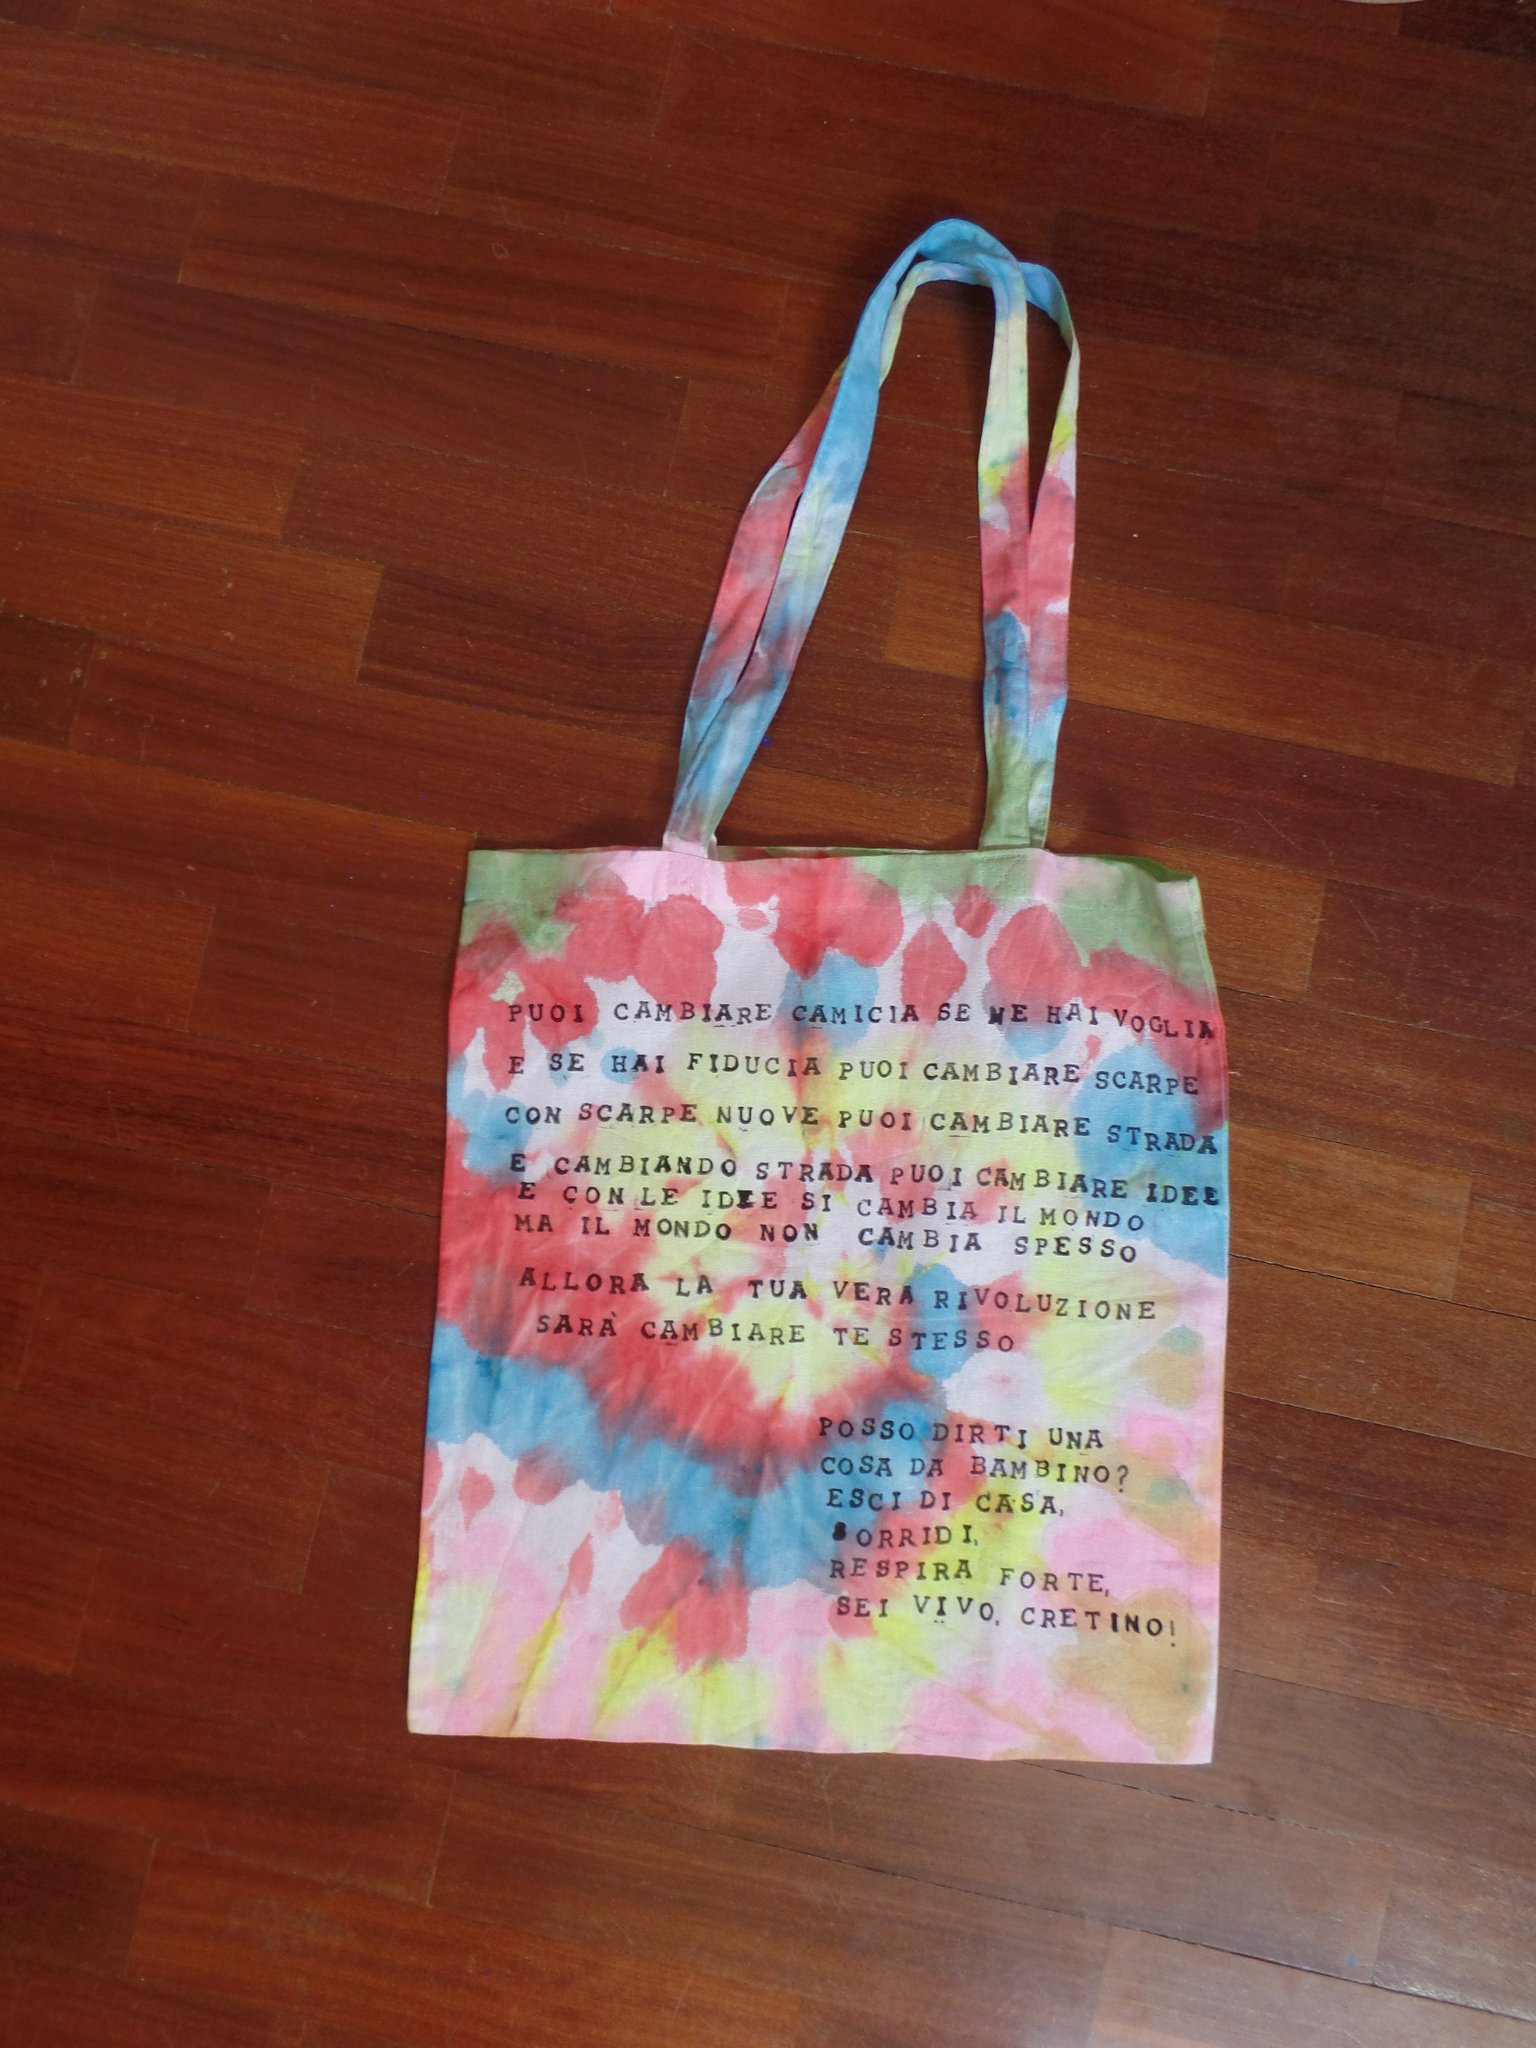 PUOI CAMBIARE CAMICIA SE NE HAI VOGLIA
E SE HAI FIDUCIA PUOI CAMBIARE SCARPE
CON SCARPE NUOVE PUOI CAMBIARE STRADA
E CAMBIANDO STRADA PUOI CAMBIARE IDEE
E CON LE IDEE SI CAMBIA IL MONDO
MA IL MONDO NON CAMBIA SPESSO
ALLORA LA TUA VERA RIVOLUZIONE
SARÀ CAMBIARE TE STESSO
POSSO DIRTI UNA
COSA DA BAMBINO?
ESCI DI CASA,
SORRIDI,
RESPIRA FORTE,
SEI VIVO, CRETINO!